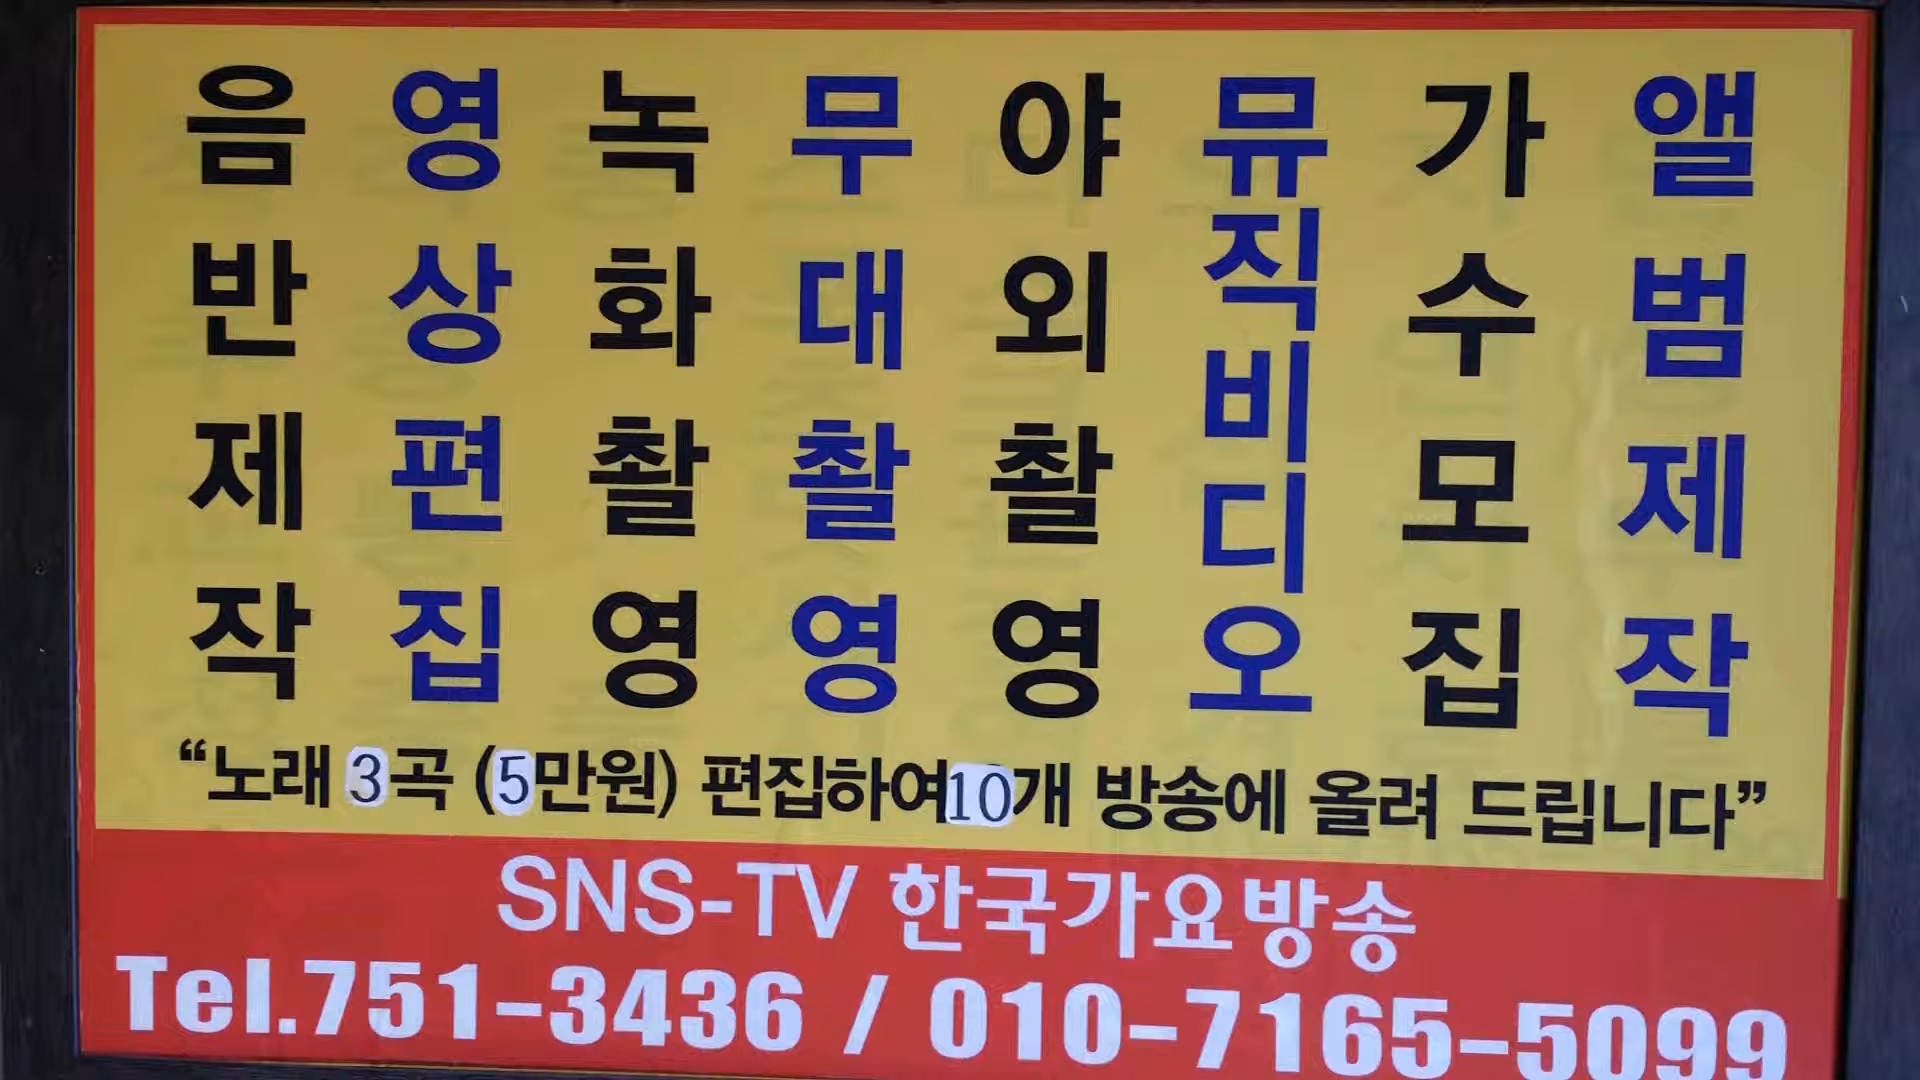 음반제작
영상편집
녹화촬영
무대촬영
야외촬영
뮤직비디오
가수모집
앨범제작
“노래 3곡 (5만원) 편집하여 10개 방송에 올려 드립니다”
SNS-TV 한국가요방송
Tel.751-3436 / 010-7165-5099